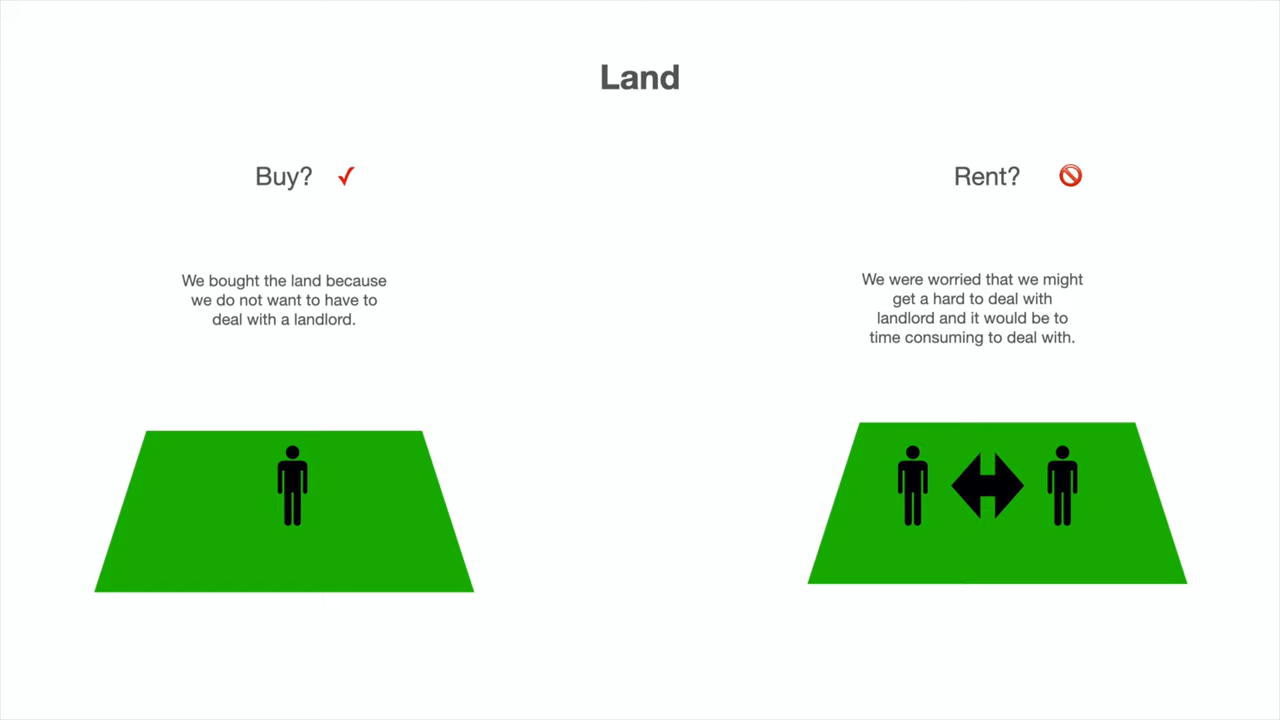 Land
Buy? ✓
We bought the land because
we do not want to have to
deal with a landlord.
Rent? 🚫
We were worried that we might
get a hard to deal with
landlord and it would be to
time consuming to deal with.